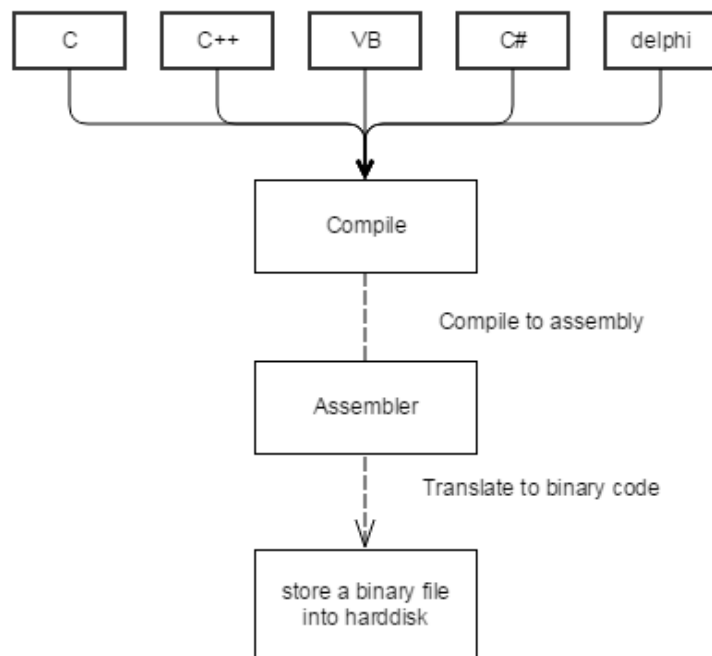 C
C++
VB
C#
delphi
Compile
Compile to assembly
Assembler
Translate to binary code
store a binary file
into harddisk